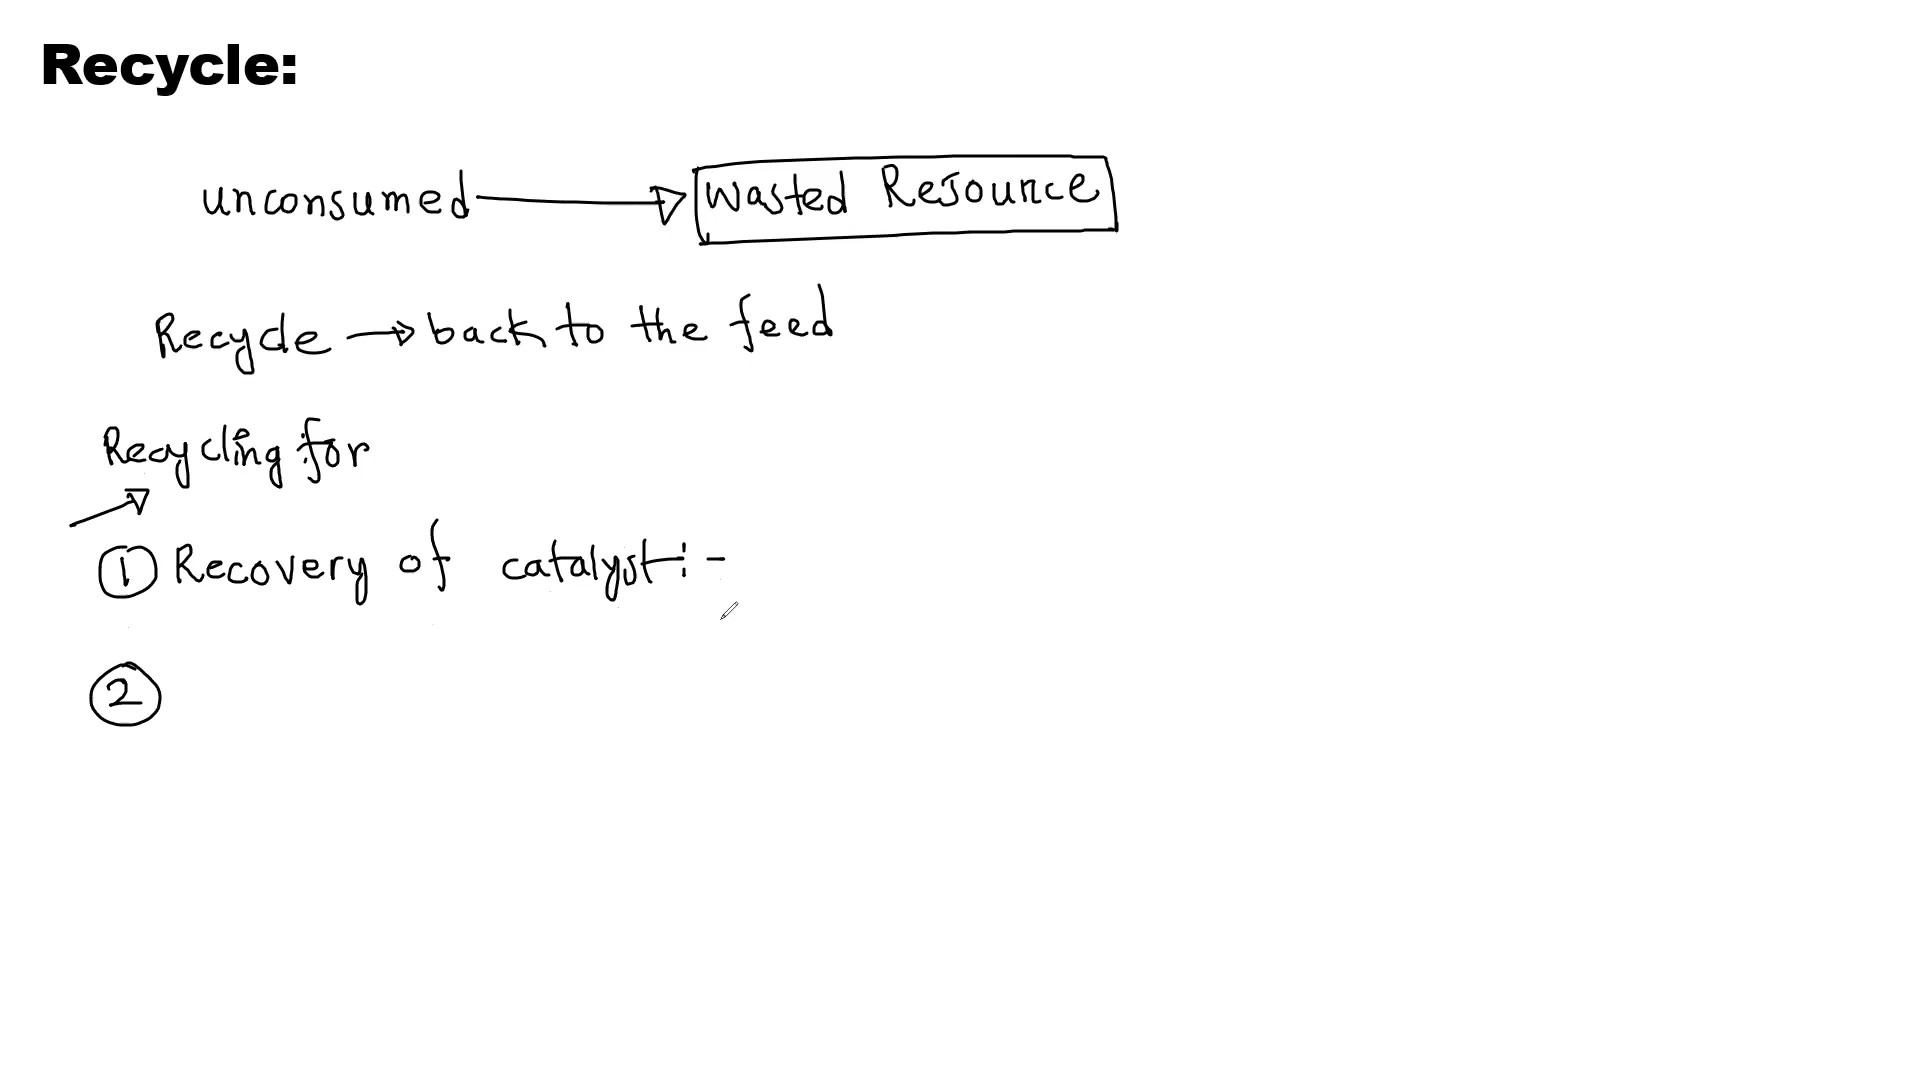 Recycle:
unconsumed → Wasted Resource
Recycle → back to the feed
Recycling for
① Recovery of catalyst :-
②